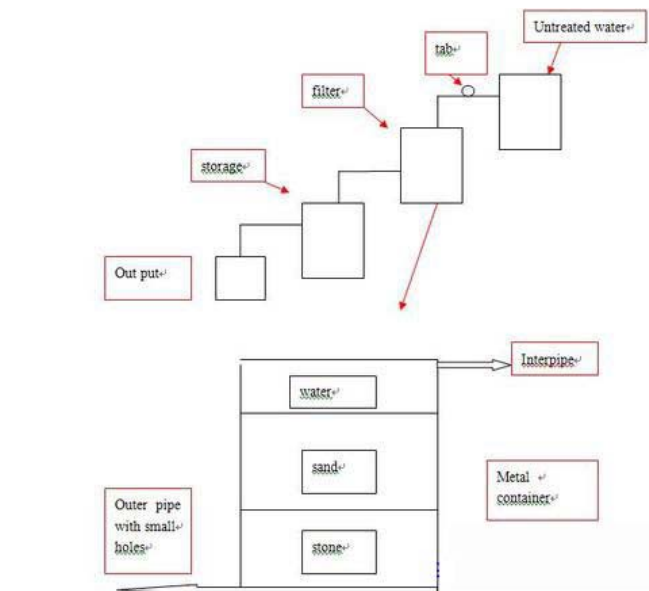 Untreated water
tab
filter
storage
Out put
Interpipe
water
sand
Metal
container
Outer pipe
with small
holes
stone